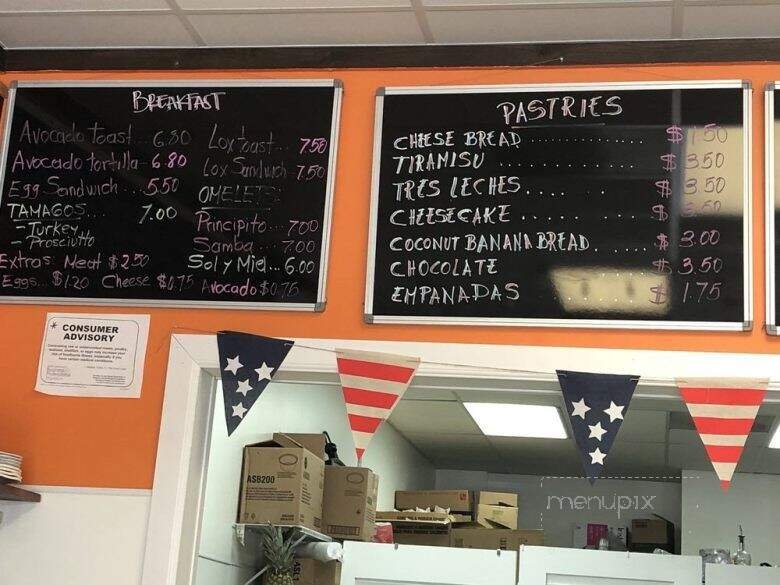 BREAKFAST
Avocado toast... 6.80
Avocado tortilla - 6.80
Egg Sandwich... 5.50
TAMAGOS... 7.00
- Turkey
- Prosciutto
Extras: Meat $2.50
Eggs... $1.20 Cheese $0.75 Avocado $0.75
Lox toast... 7.50
Lox Sandwich - 7.50
OMELETS
Principito... 7.00
Samba... 7.00
Sol y Miel... 6.00
PASTRIES
CHEESE BREAD ............... $ 1.50
TIRAMISU $ 3.50
TRES LECHES........... $ 3.50
CHEESECAKE........... $
COCONUT BANANA BREAD...... $ 3.00
CHOCOLATE $ 3.50
EMPANADAS $ 1.75
* CONSUMER
ADVISORY
ASB200
menupix